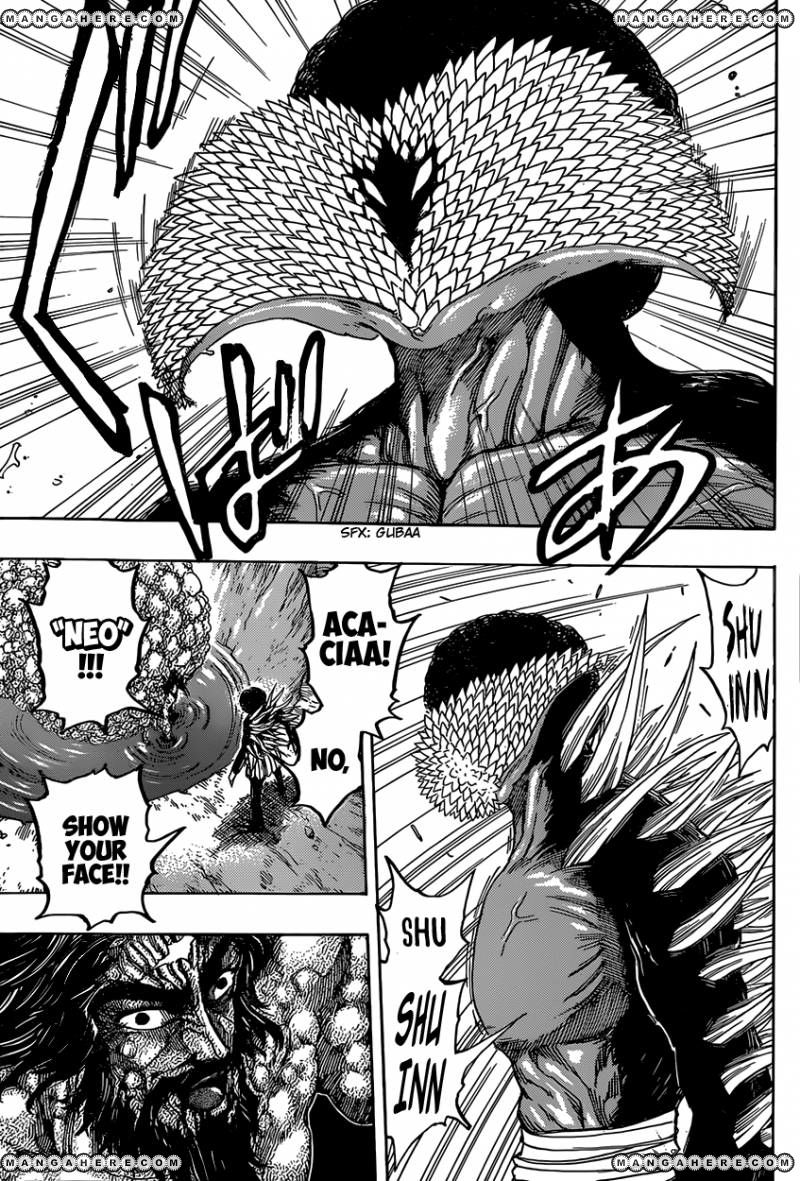 MANGAHERE.COM
MANGAHERE.COM
ぐばあ
SFX: GUBAA
SHU
INN
ACA-
CIAA!
NO,
"NEO"
!!!
SHOW
YOUR
FACE!!
SHU
SHU
INN
MANGAHERE.COM
MANGAHERE.COM